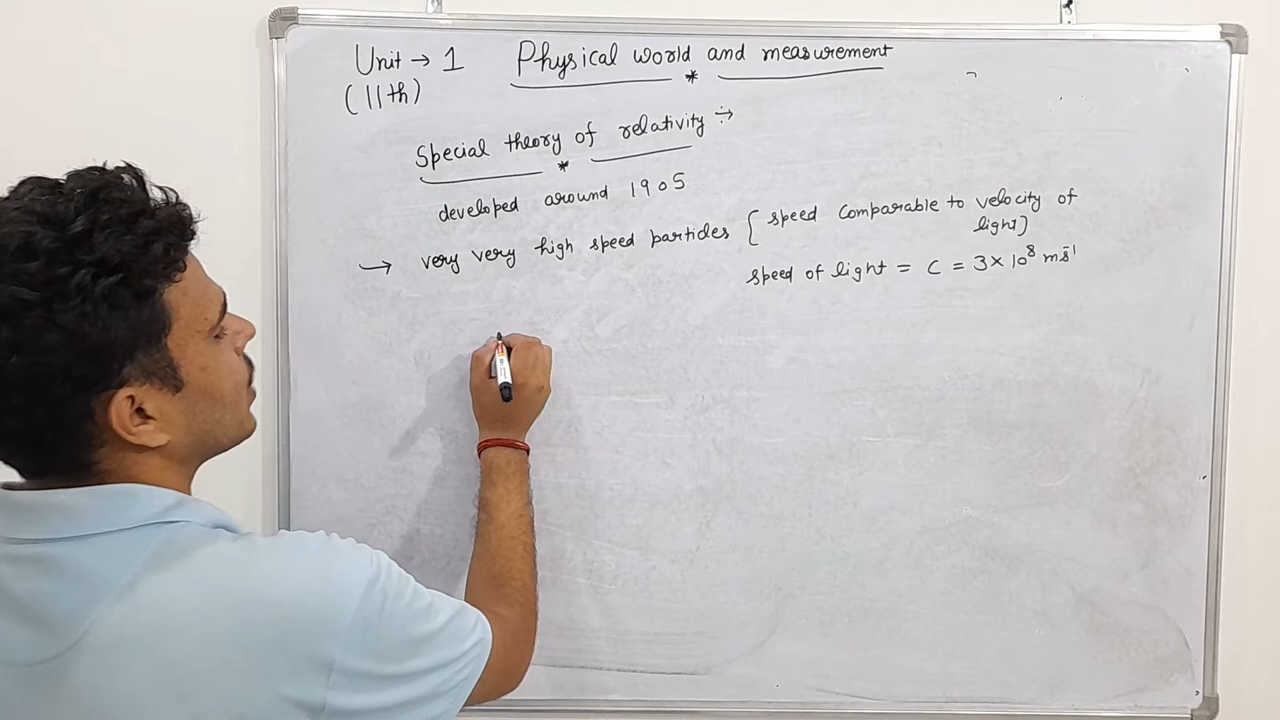 Unit → 1 Physical world and measurement
(11th) *
Special theory of relativity ÷
*
developed around 1905
→ very very high speed particles [ speed comparable to velocity of
light]
speed of light = c = 3×10⁸ ms⁻¹